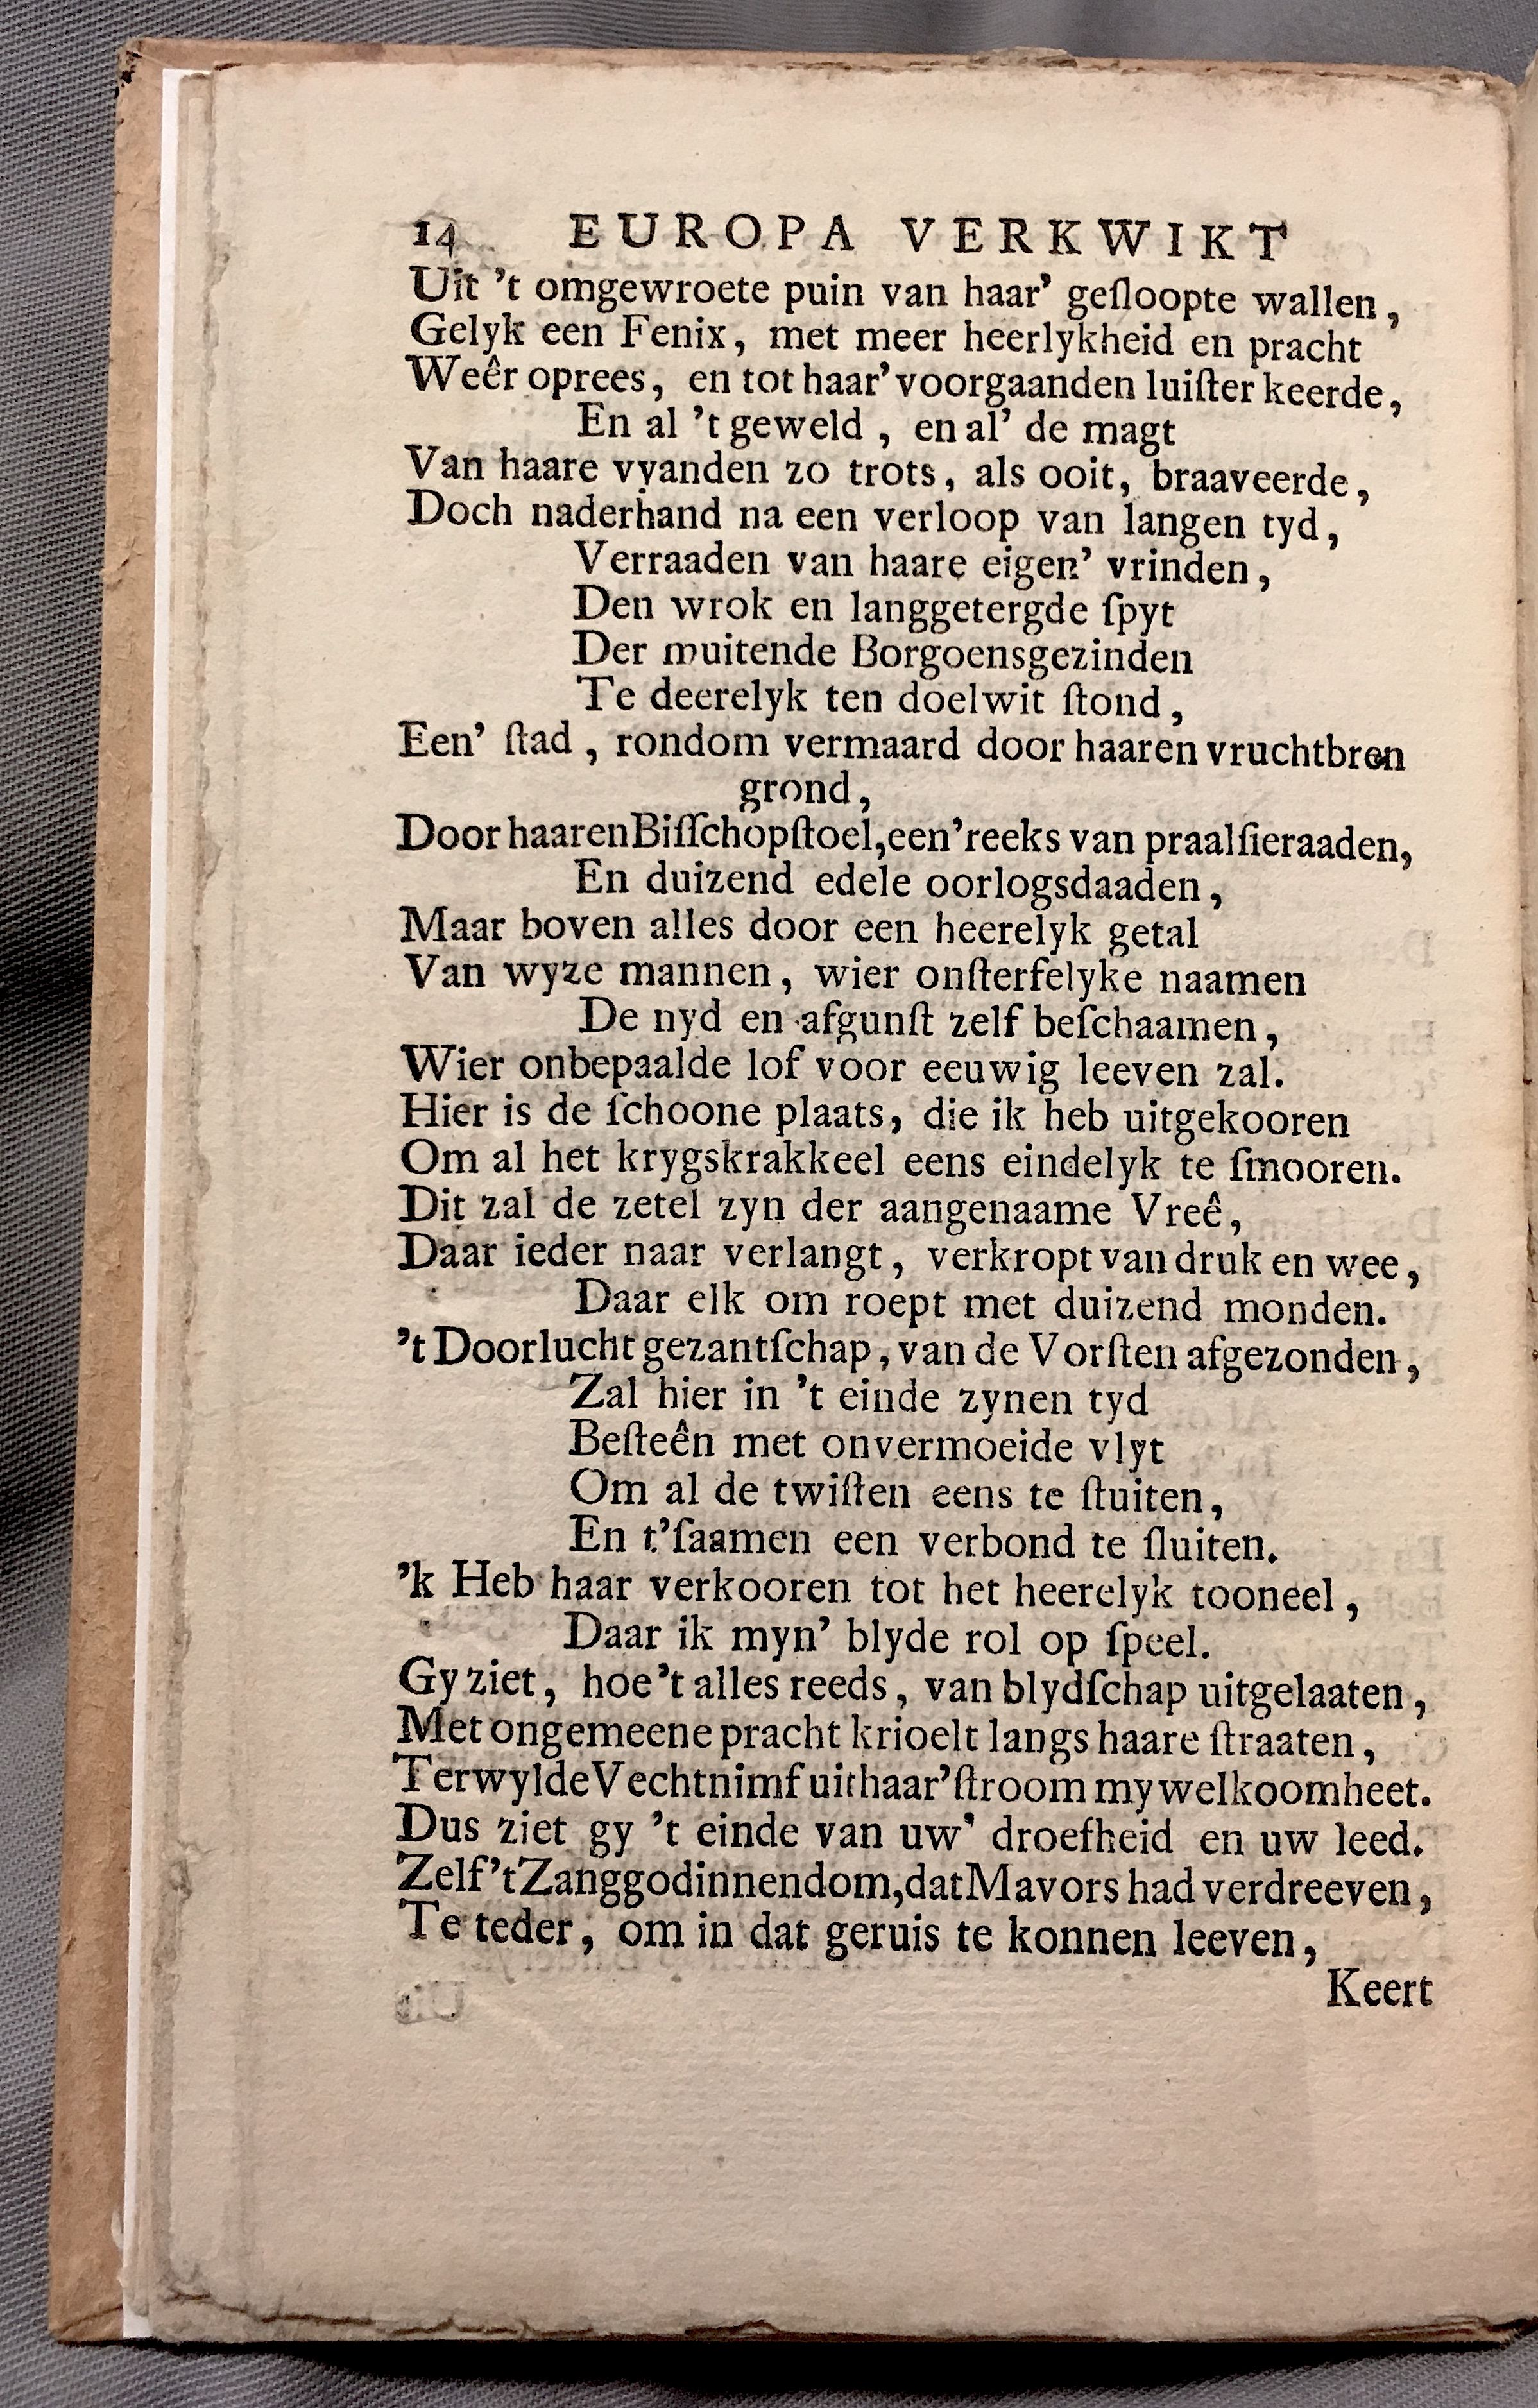 14 EUROPA VERKWIKT
Uit 't omgewroete puin van haar' geſloopte wallen,
Gelyk een Fenix, met meer heerlykheid en pracht
Weêr oprees, en tot haar' voorgaanden luiſter keerde,
En al 't geweld, en al' de magt
Van haare vyanden zo trots, als ooit, braaveerde,
Doch naderhand na een verloop van langen tyd,
Verraaden van haare eigen' vrinden,
Den wrok en langgetergde ſpyt
Der muitende Borgoensgezinden
Te deerelyk ten doelwit ſtond,
Een' ſtad, rondom vermaard door haaren vruchtbren
grond,
Door haaren Biſſchopſtoel, een' reeks van praalſieraaden,
En duizend edele oorlogsdaaden,
Maar boven alles door een heerelyk getal
Van wyze mannen, wier onſterfelyke naamen
De nyd en afgunſt zelf beſchaamen,
Wier onbepaalde lof voor eeuwig leeven zal.
Hier is de ſchoone plaats, die ik heb uitgekooren
Om al het krygskrakkeel eens eindelyk te ſmooren.
Dit zal de zetel zyn der aangenaame Vreê,
Daar ieder naar verlangt, verkropt van druk en wee,
Daar elk om roept met duizend monden.
't Doorlucht gezantſchap, van de Vorſten afgezonden,
Zal hier in 't einde zynen tyd
Beſteên met onvermoeide vlyt
Om al de twiſten eens te ſtuiten,
En t'ſaamen een verbond te ſluiten.
'k Heb haar verkooren tot het heerelyk tooneel,
Daar ik myn' blyde rol op ſpeel.
Gy ziet, hoe 't alles reeds, van blydſchap uitgelaaten,
Met ongemeene pracht krioelt langs haare ſtraaten,
Terwyl de Vechtnimf uit haar' ſtroom my welkoom heet.
Dus ziet gy 't einde van uw' droefheid en uw leed.
Zelf 't Zanggodinnendom, dat Mavors had verdreeven,
Te teder, om in dat geruis te konnen leeven,
Keert